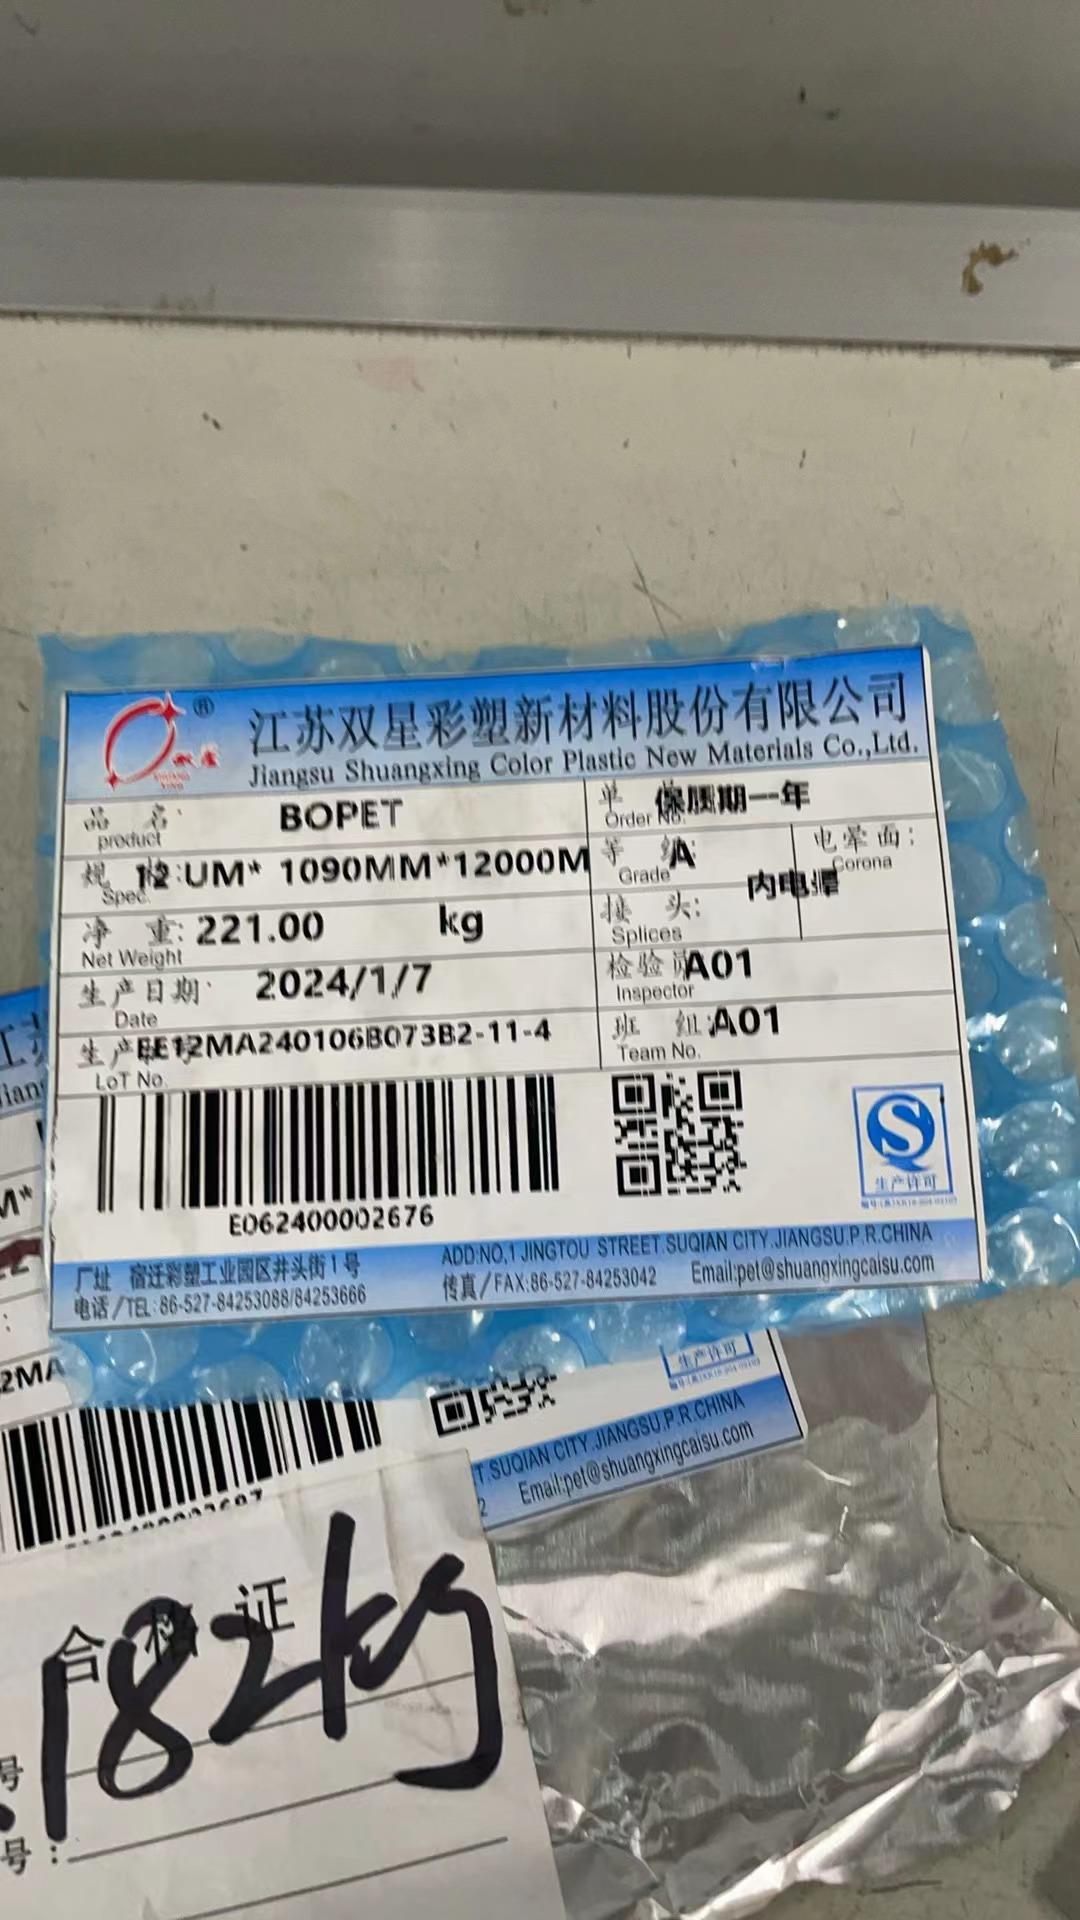 江苏双星彩塑新材料股份有限公司
Jiangsu Shuangxing Color Plastic New Materials Co.,Ltd.
品 名: BOPET
product
单 保质期一年
Order No.
规 格: 12 UM* 1090MM*12000M
Spec.
等 级: A
Grade
电晕面:
Corona
内电晕
净 重: 221.00 kg
Net Weight
接 头:
Splices
生产日期: 2024/1/7
Date
检验员 A01
Inspector
生产 EE12MA240106B073B2-11-4
LOT No.
班 组: A01
Team No.
E062400002676
生产许可
厂址 宿迁彩塑工业园区井头街1号
ADD:NO,1 JINGTOU STREET.SUQIAN CITY.JIANGSU.P.R.CHINA
电话/TEL:86-527-84253088/84253666
传真/FAX:86-527-84253042 Email:pet@shuangxingcaisu.com
M*
2MA
生产许可
T.SUQIAN CITY.JIANGSU.P.R.CHINA
2 Email:pet@shuangxingcaisu.com
合格证
182kg
号
号: